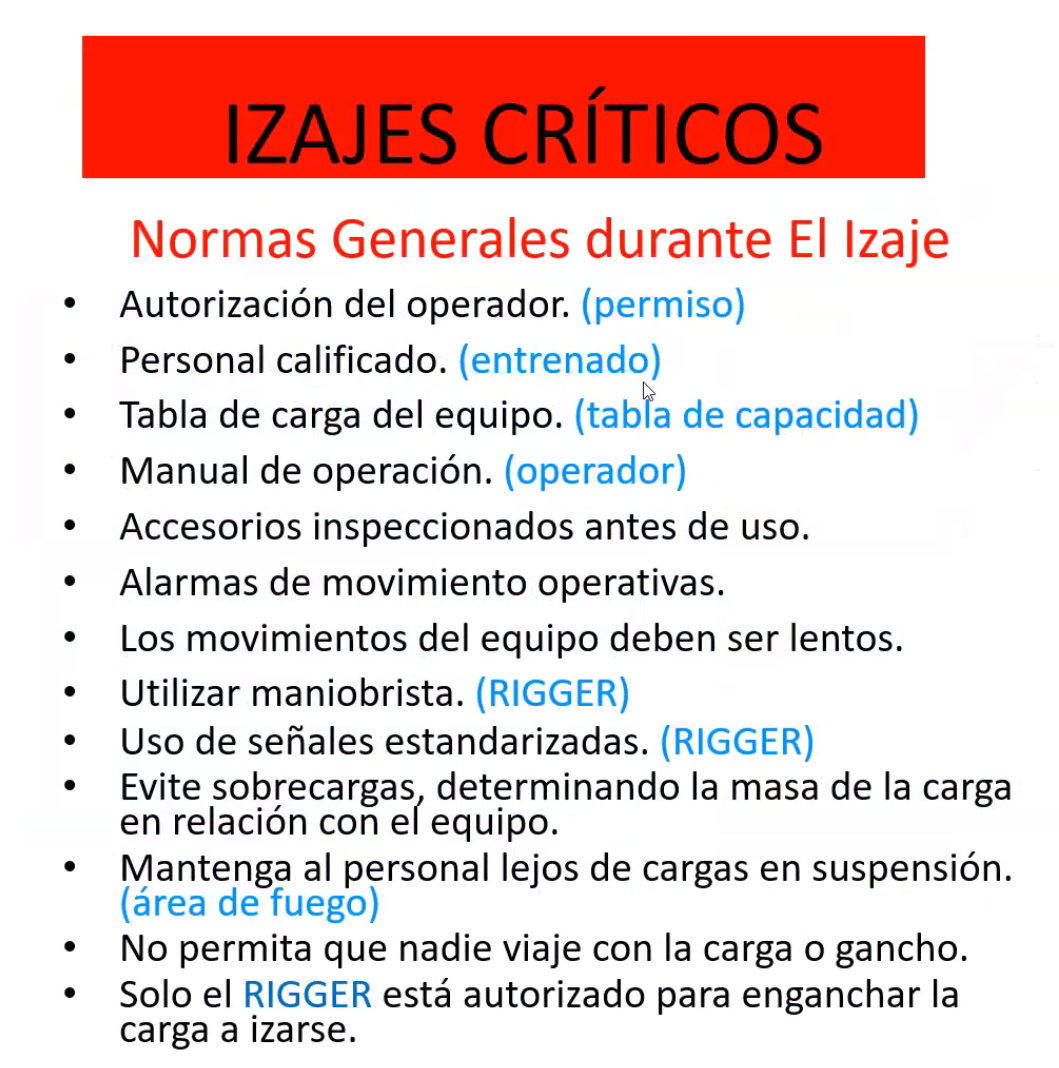 IZAJES CRÍTICOS
Normas Generales durante El Izaje
• Autorización del operador. (permiso)
• Personal calificado. (entrenado)
• Tabla de carga del equipo. (tabla de capacidad)
• Manual de operación. (operador)
• Accesorios inspeccionados antes de uso.
• Alarmas de movimiento operativas.
• Los movimientos del equipo deben ser lentos.
• Utilizar maniobrista. (RIGGER)
• Uso de señales estandarizadas. (RIGGER)
• Evite sobrecargas, determinando la masa de la carga
en relación con el equipo.
• Mantenga al personal lejos de cargas en suspensión.
(área de fuego)
• No permita que nadie viaje con la carga o gancho.
• Solo el RIGGER está autorizado para enganchar la
carga a izarse.